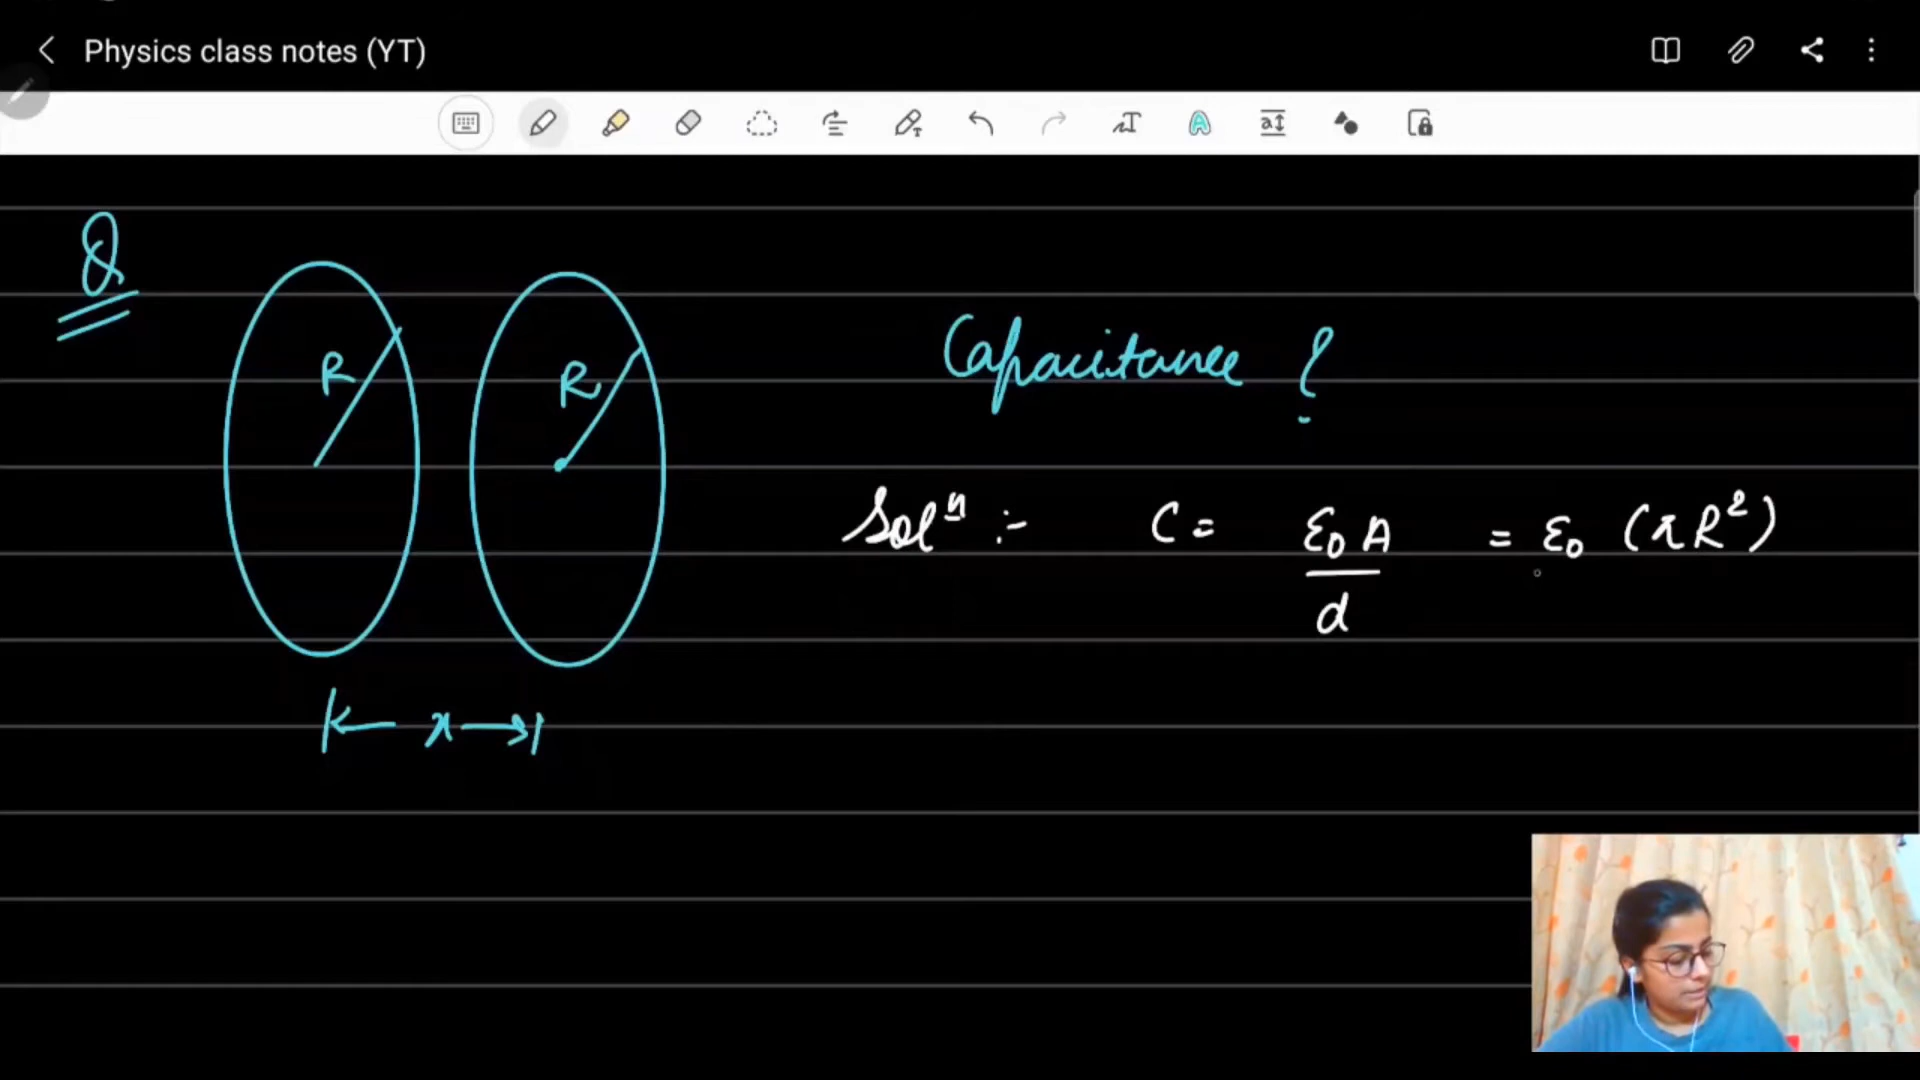 Physics class notes (YT)
Q
R
R
Capacitance ?
Solⁿ :- C = ε₀ A / d = ε₀ (πR²)
x